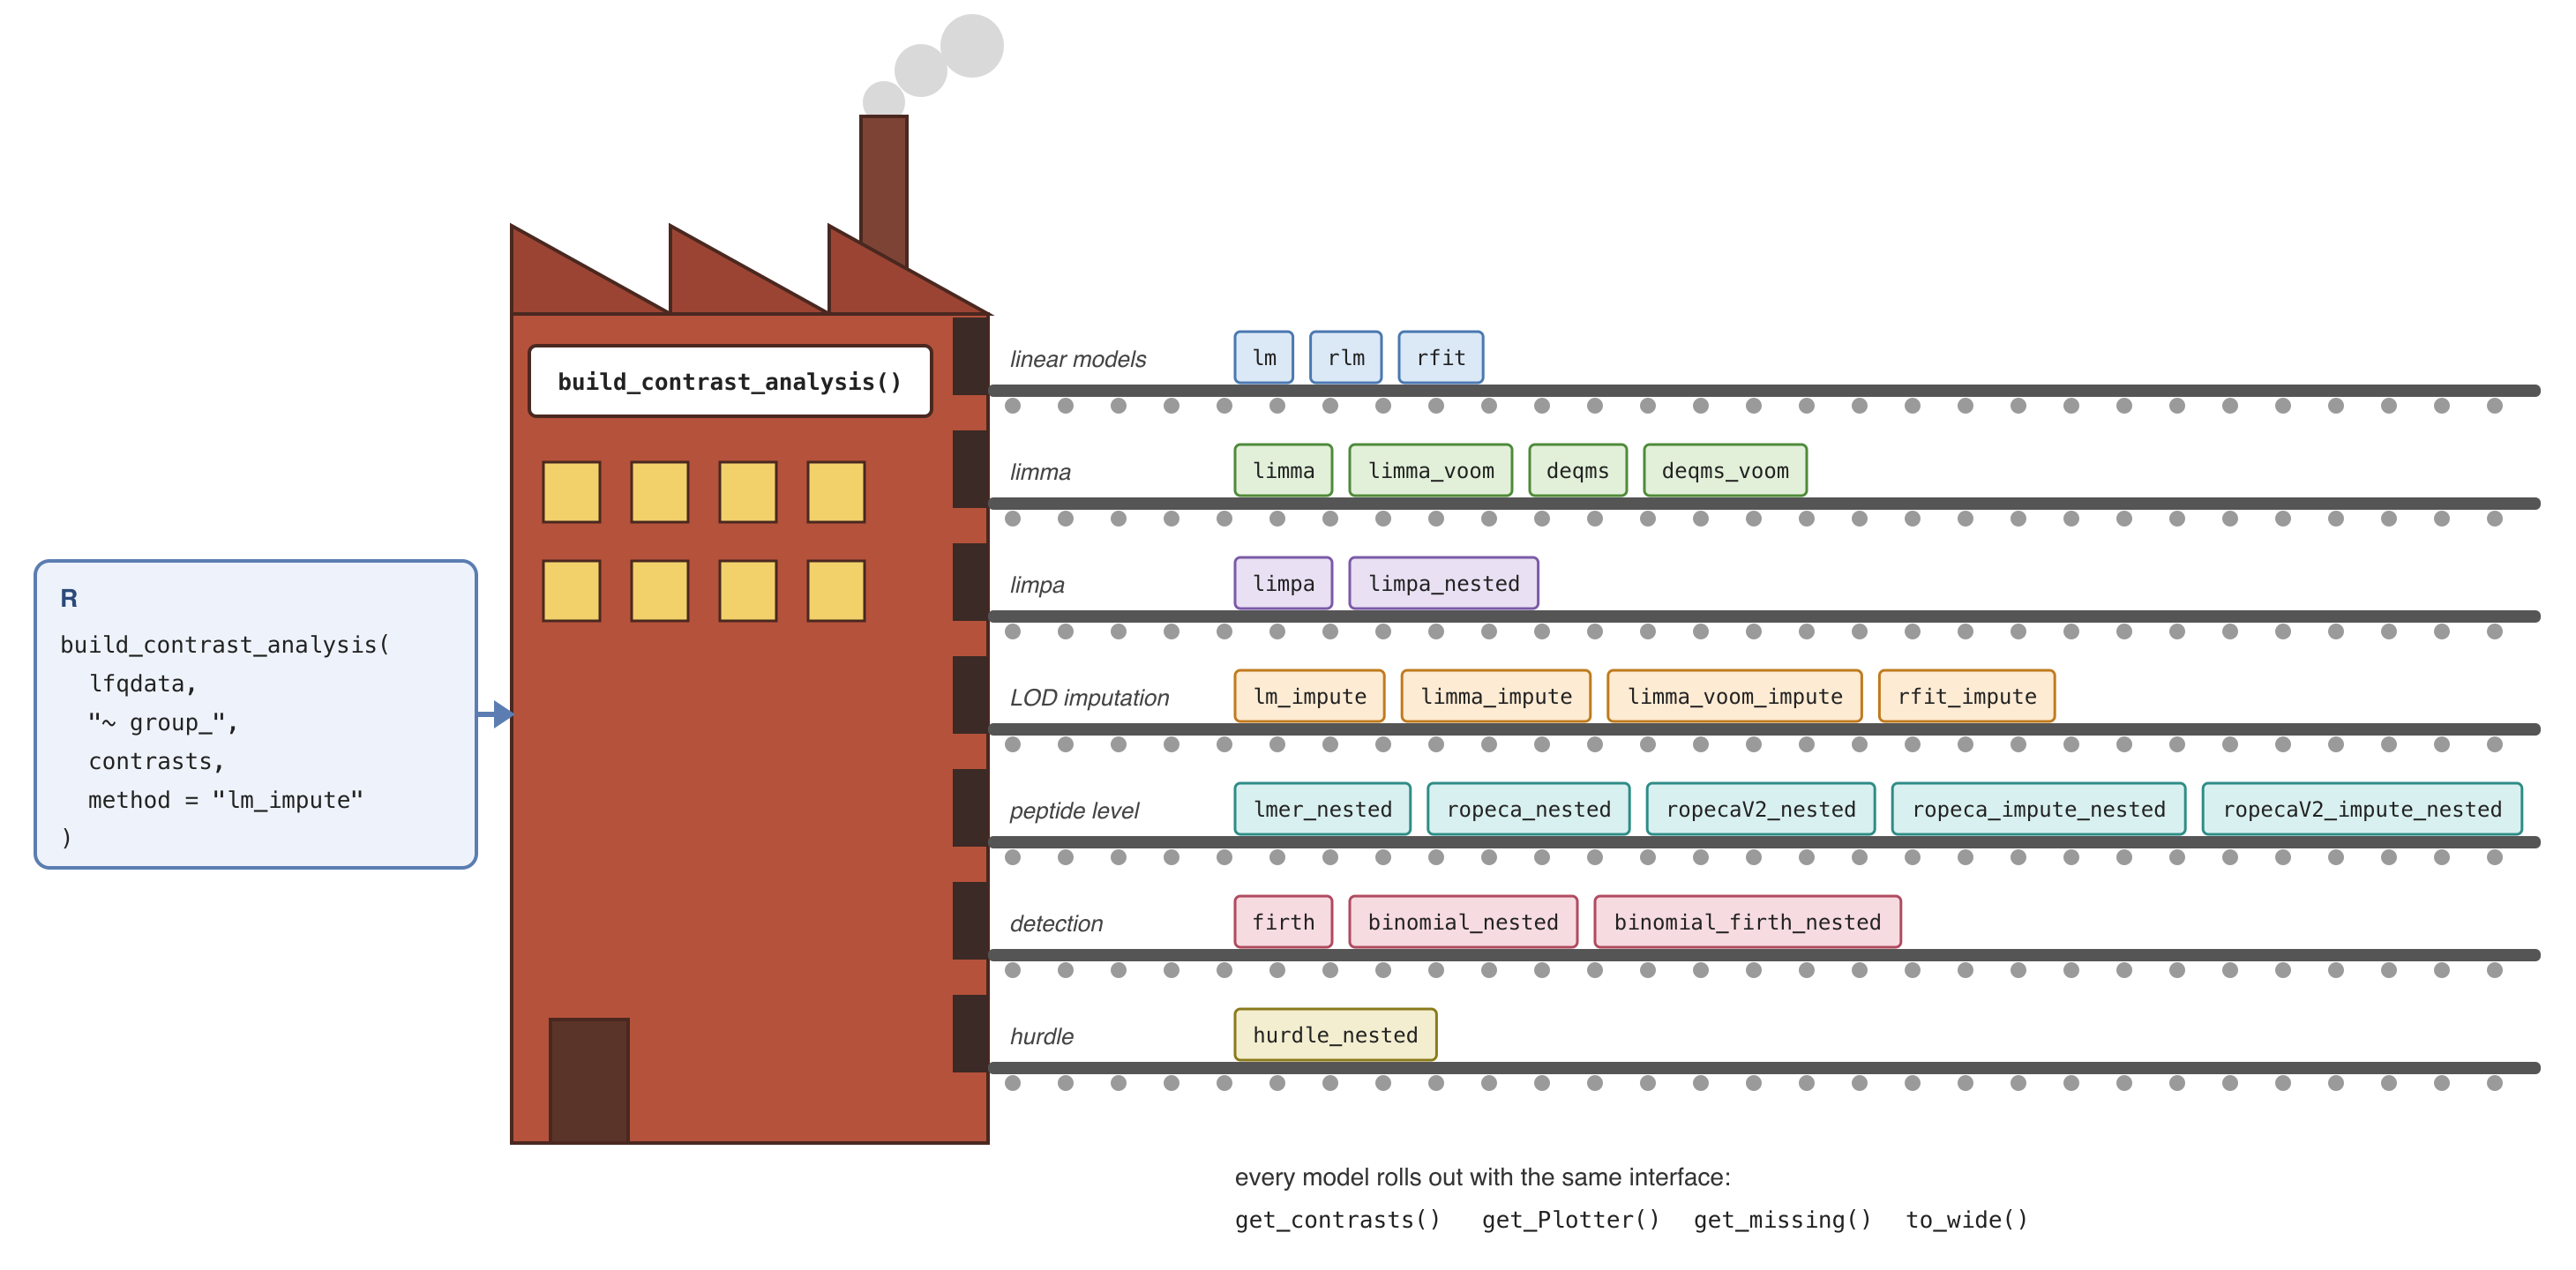 R
build_contrast_analysis(
  lfqdata,
  "~ group_",
  contrasts,
  method = "lm_impute"
)
build_contrast_analysis()
linear models lm rlm rfit
limma limma limma_voom deqms deqms_voom
limpa limpa limpa_nested
LOD imputation lm_impute limma_impute limma_voom_impute rfit_impute
peptide level lmer_nested ropeca_nested ropecaV2_nested ropeca_impute_nested ropecaV2_impute_nested
detection firth binomial_nested binomial_firth_nested
hurdle hurdle_nested
every model rolls out with the same interface:
get_contrasts() get_Plotter() get_missing() to_wide()